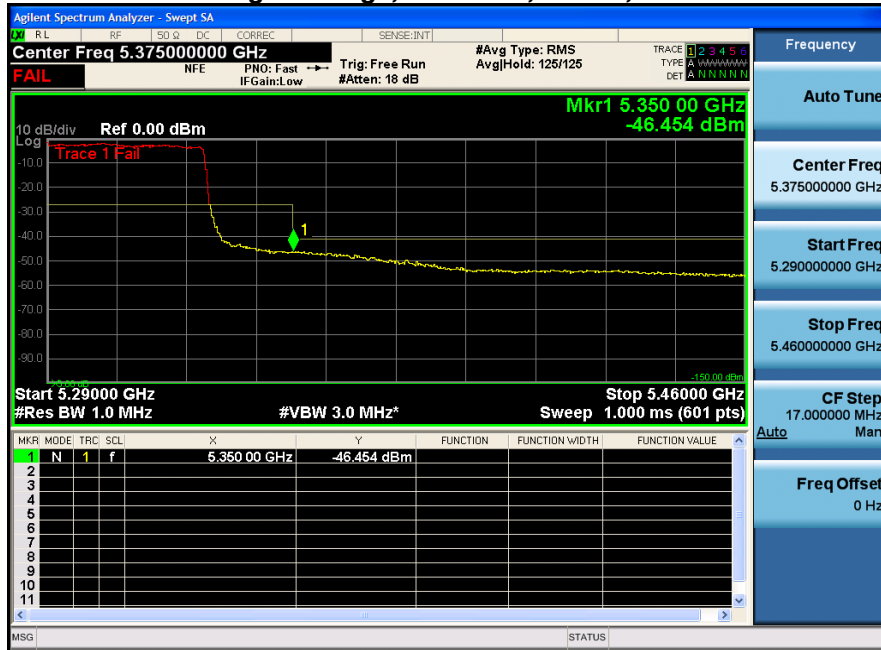 Agilent Spectrum Analyzer - Swept SA
LXI RL RF 50 Ω DC CORREC SENSE:INT
Center Freq 5.375000000 GHz
NFE
PNO: Fast
IFGain:Low
Trig: Free Run
#Atten: 18 dB
#Avg Type: RMS
Avg|Hold: 125/125
TRACE 1 2 3 4 5 6
TYPE A WWWWW
DET A N N N N N
FAIL
Mkr1 5.350 00 GHz
-46.454 dBm
10 dB/div Ref 0.00 dBm
Log
Trace 1 Fail
-10.0
-20.0
-30.0
-40.0
1
-50.0
-60.0
-70.0
-80.0
-90.0
-150.00 dBm
Start 5.29000 GHz
Stop 5.46000 GHz
#Res BW 1.0 MHz
#VBW 3.0 MHz*
Sweep 1.000 ms (601 pts)
MKR MODE TRC SCL X Y FUNCTION FUNCTION WIDTH FUNCTION VALUE
1 N 1 f 5.350 00 GHz -46.454 dBm
2
3
4
5
6
7
8
9
10
11
MSG
STATUS
Frequency
Auto Tune
Center Freq
5.375000000 GHz
Start Freq
5.290000000 GHz
Stop Freq
5.460000000 GHz
CF Step
17.000000 MHz
Auto Man
Freq Offset
0 Hz